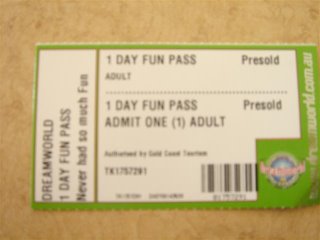 DREAMWORLD
1 DAY FUN PASS
Never had so much Fun
1 DAY FUN PASS Presold
ADULT
1 DAY FUN PASS Presold
ADMIT ONE (1) ADULT
Authorised by Gold Coast Tourism
TK1757291
dreamworld.com.au